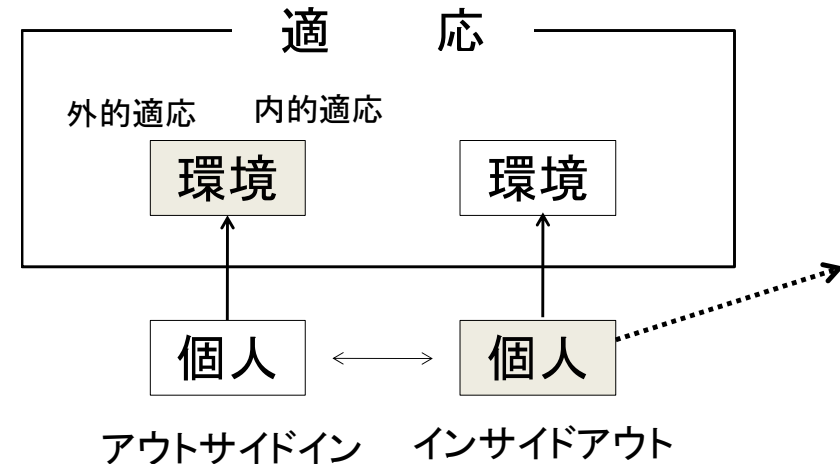 適　　応
外的適応　内的適応
環境　環境
個人　個人
アウトサイドイン　インサイドアウト